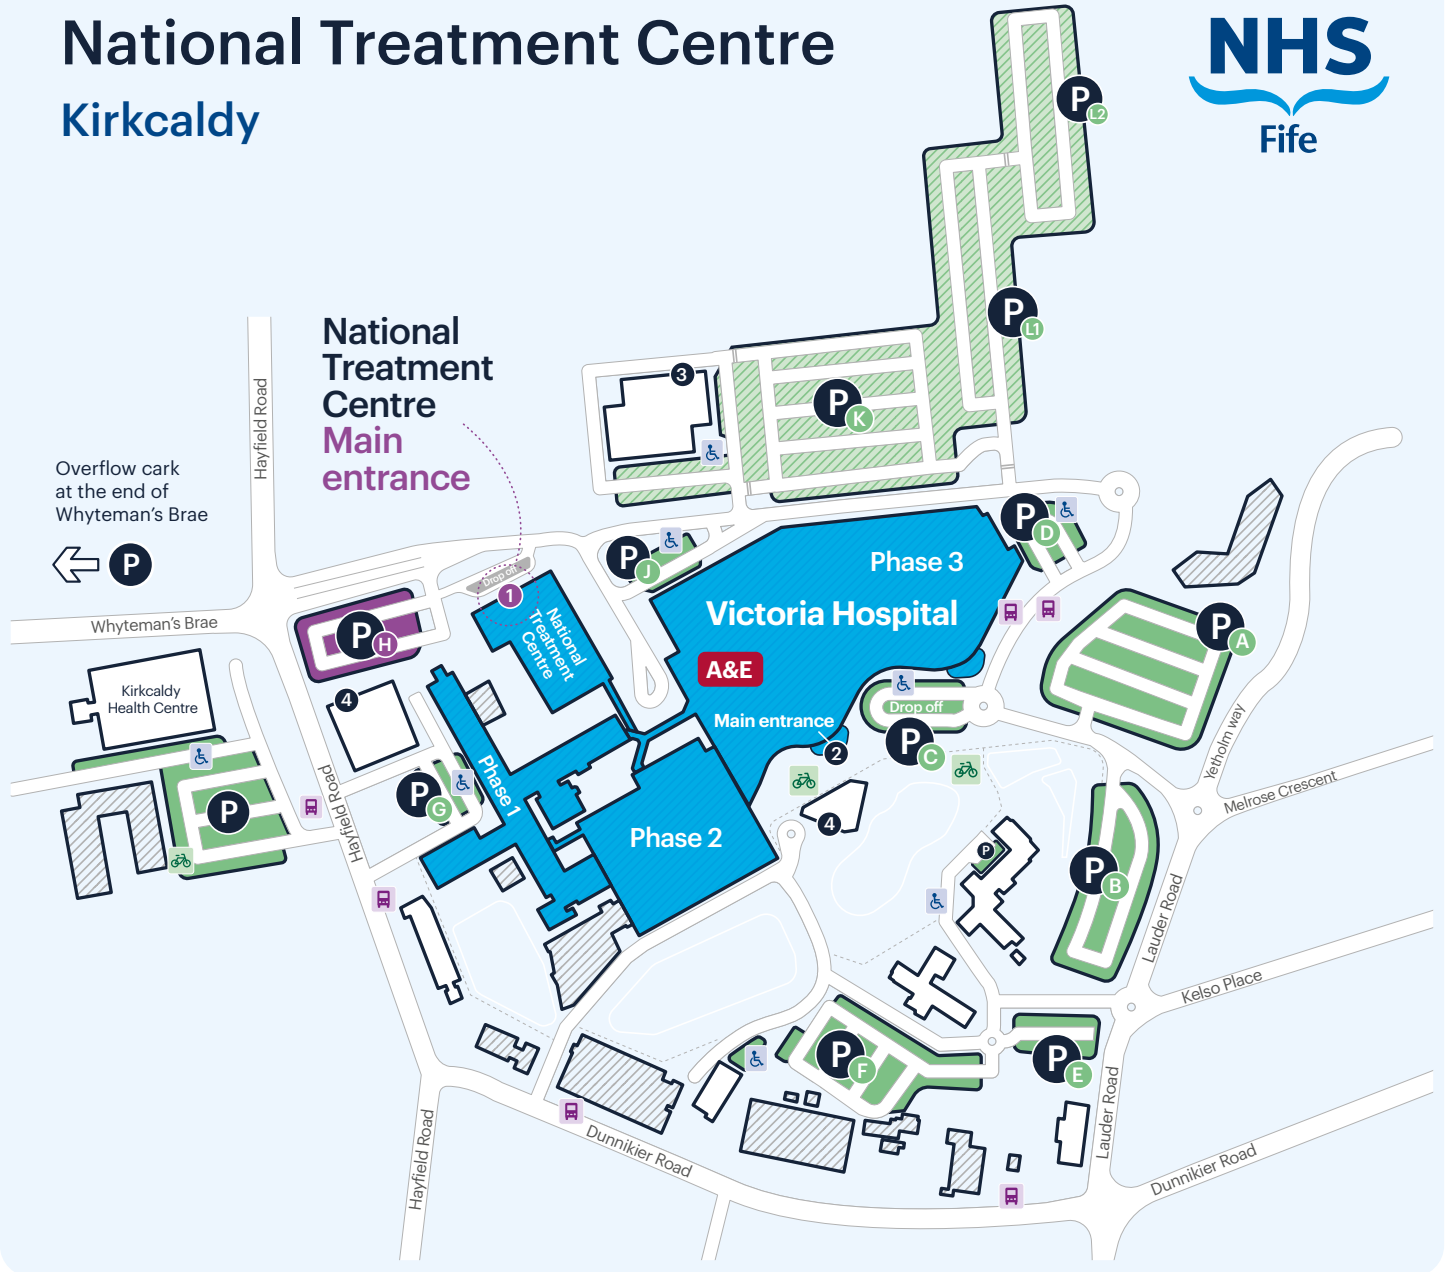 National Treatment Centre
Kirkcaldy
NHS
Fife
P
L2
P
L1
National
Treatment
Centre
Main
entrance
3
P
K
Hayfield Road
Overflow cark
at the end of
Whyteman's Brae
P
P
D
P
J
Drop off
1
Phase 3
Victoria Hospital
National
Treatment
Centre
Whyteman's Brae
P
H
P
A
A&E
Kirkcaldy
Health Centre
4
Drop off
Main entrance
2
P
C
Yetholm way
Melrose Crescent
Hayfield Road
P
P
G
Phase 1
Phase 2
4
P
P
B
Lauder Road
Kelso Place
P
F
P
E
Lauder Road
Hayfield Road
Dunnikier Road
Dunnikier Road